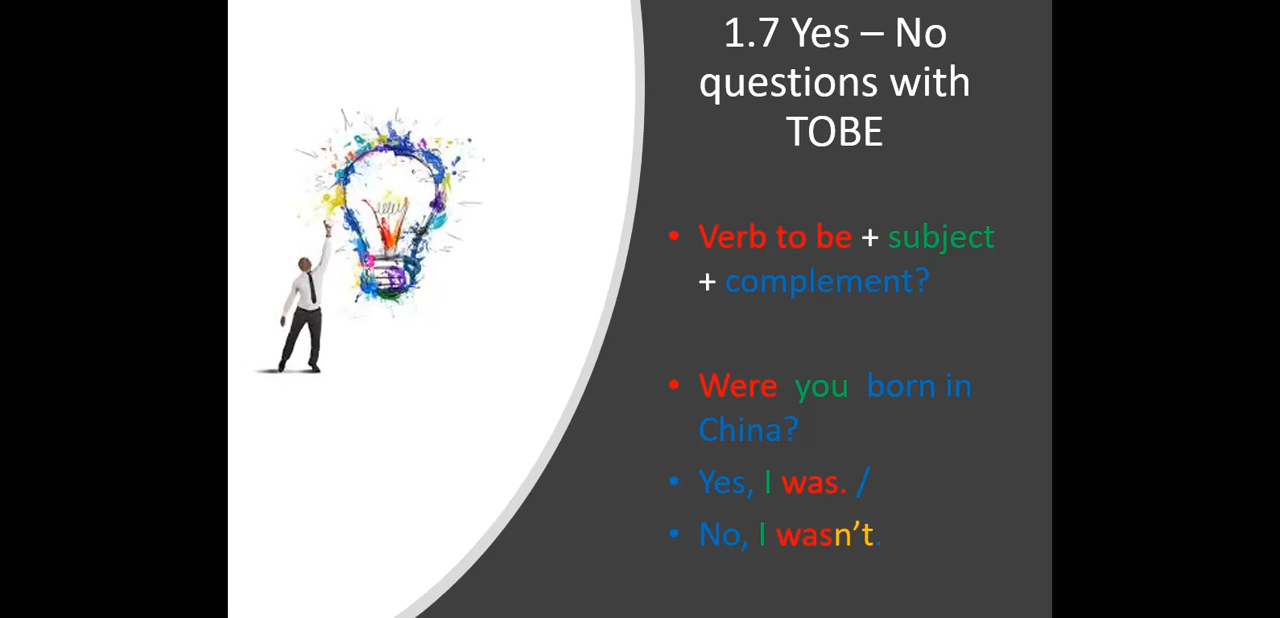 1.7 Yes – No
questions with
TOBE
• Verb to be + subject
+ complement?
• Were you born in
China?
• Yes, I was. /
• No, I wasn’t.